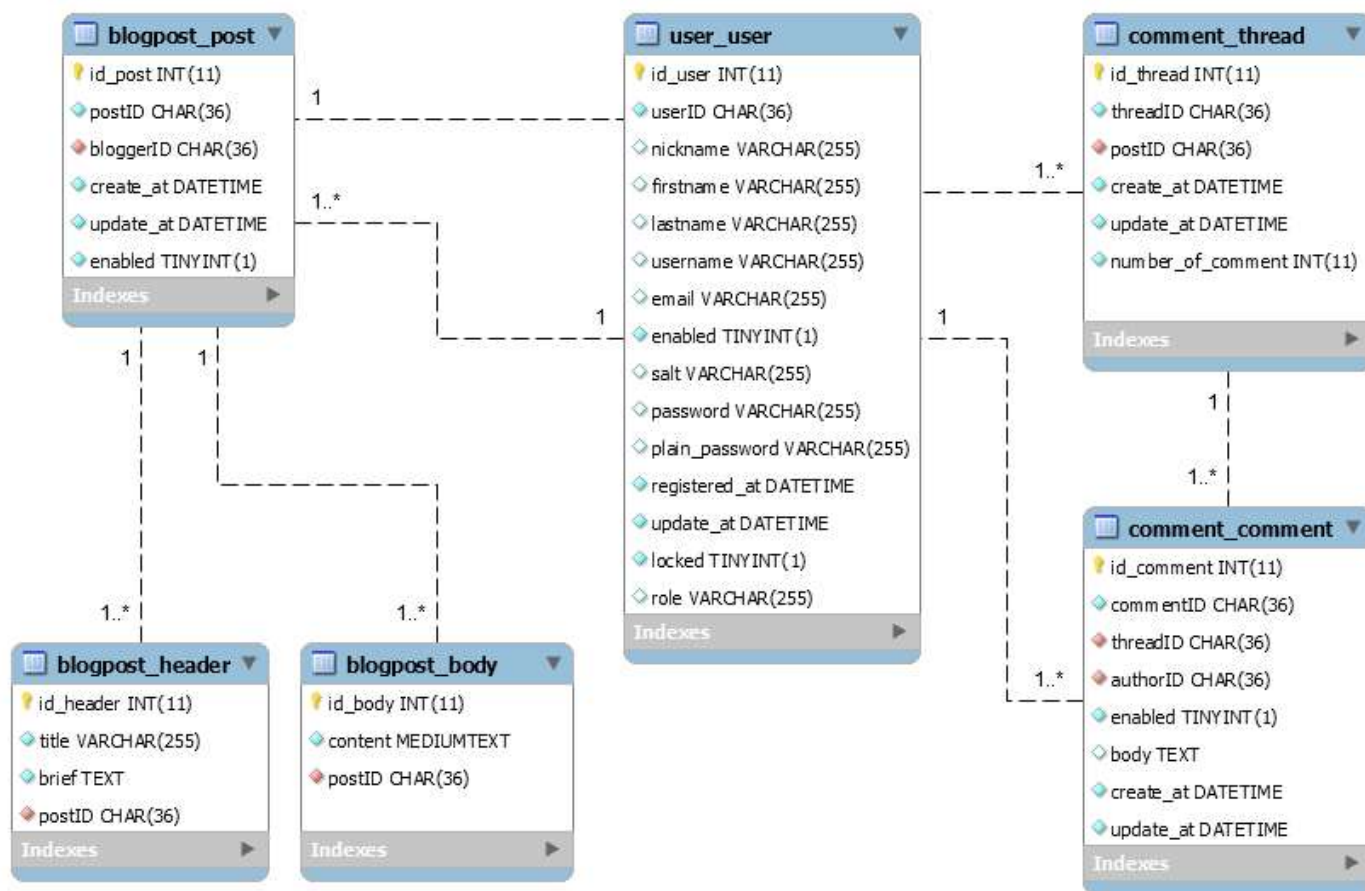 blogpost_post
id_post INT(11)
postID CHAR(36)
bloggerID CHAR(36)
create_at DATETIME
update_at DATETIME
enabled TINYINT(1)
Indexes
user_user
id_user INT(11)
userID CHAR(36)
nickname VARCHAR(255)
firstname VARCHAR(255)
lastname VARCHAR(255)
username VARCHAR(255)
email VARCHAR(255)
enabled TINYINT(1)
salt VARCHAR(255)
password VARCHAR(255)
plain_password VARCHAR(255)
registered_at DATETIME
update_at DATETIME
locked TINYINT(1)
role VARCHAR(255)
Indexes
comment_thread
id_thread INT(11)
threadID CHAR(36)
postID CHAR(36)
create_at DATETIME
update_at DATETIME
number_of_comment INT(11)
Indexes
1
1..*
1..*
1
1
1
1
1
1..*
1..*
1..*
1..*
blogpost_header
id_header INT(11)
title VARCHAR(255)
brief TEXT
postID CHAR(36)
Indexes
blogpost_body
id_body INT(11)
content MEDIUMTEXT
postID CHAR(36)
Indexes
comment_comment
id_comment INT(11)
commentID CHAR(36)
threadID CHAR(36)
authorID CHAR(36)
enabled TINYINT(1)
body TEXT
create_at DATETIME
update_at DATETIME
Indexes